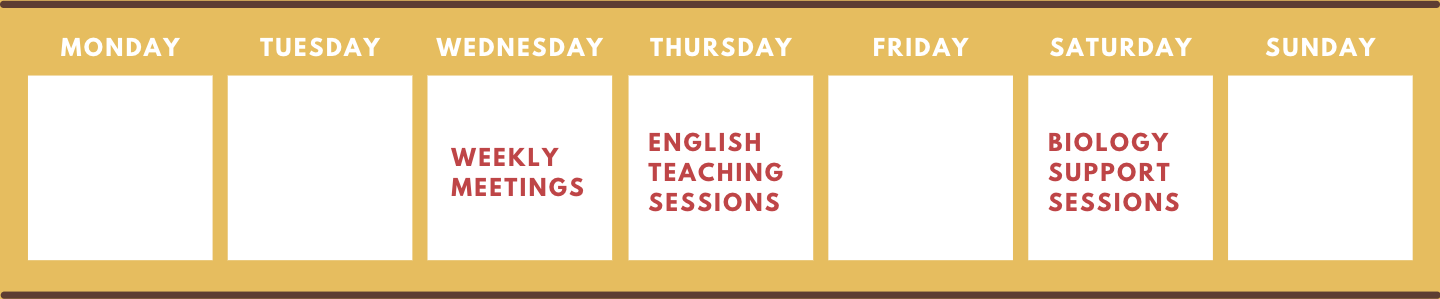 MONDAY TUESDAY WEDNESDAY THURSDAY FRIDAY SATURDAY SUNDAY
WEEKLY
MEETINGS
ENGLISH
TEACHING
SESSIONS
BIOLOGY
SUPPORT
SESSIONS